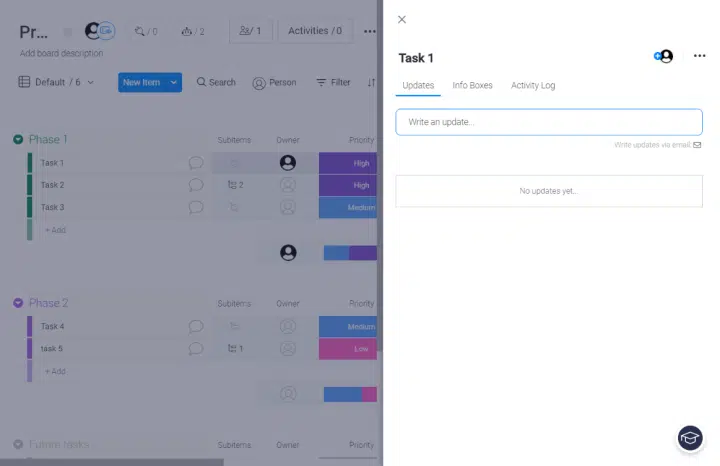 Pr...
/ 0
/ 2
/ 1
Activities / 0
Add board description
Default / 6
New Item
Search
Person
Filter
Phase 1
Subitems
Owner
Priority
Task 1
High
Task 2
2
High
Task 3
Medium
+ Add
Phase 2
Subitems
Owner
Priority
Task 4
Medium
task 5
1
Low
+ Add
Future tasks
Subitems
Owner
Priority
Task 1
Updates
Info Boxes
Activity Log
Write an update...
Write updates via email
No updates yet...